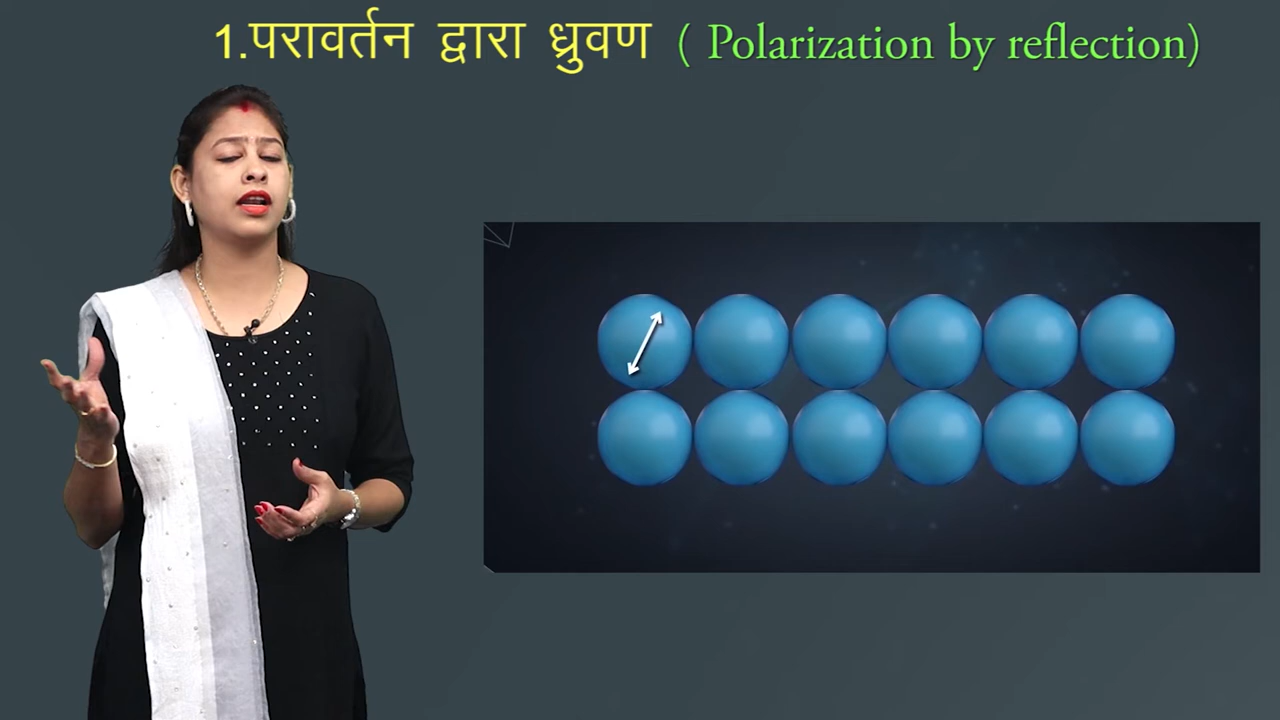 1.परावर्तन द्वारा ध्रुवण ( Polarization by reflection)